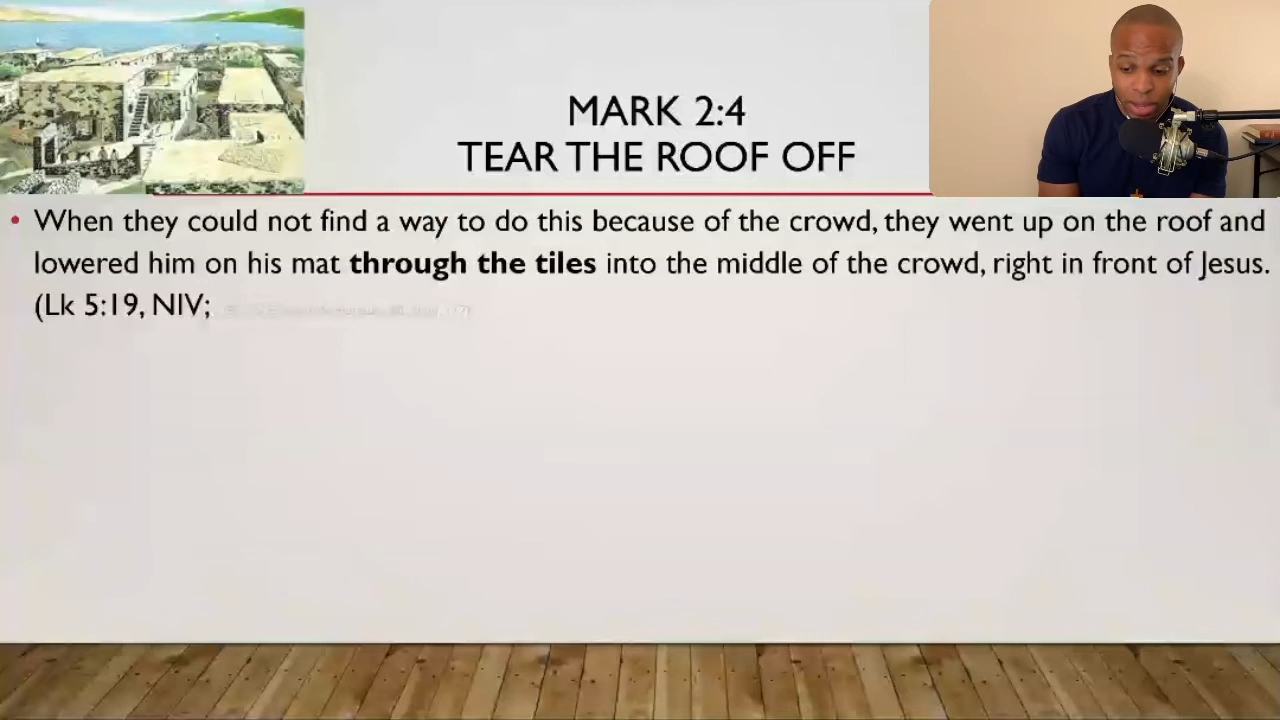 MARK 2:4
TEAR THE ROOF OFF
• When they could not find a way to do this because of the crowd, they went up on the roof and
lowered him on his mat through the tiles into the middle of the crowd, right in front of Jesus.
(Lk 5:19, NIV;